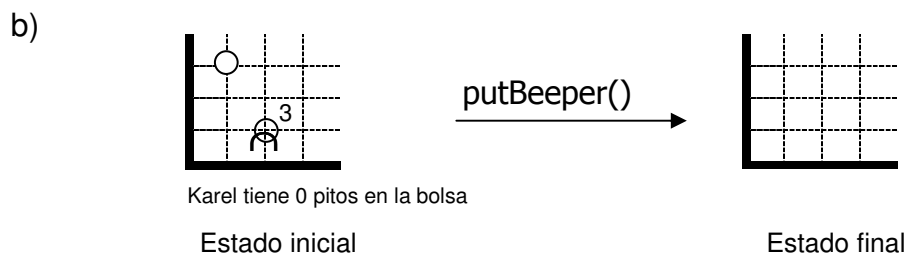 b)
3
putBeeper()
Karel tiene 0 pitos en la bolsa
Estado inicial
Estado final